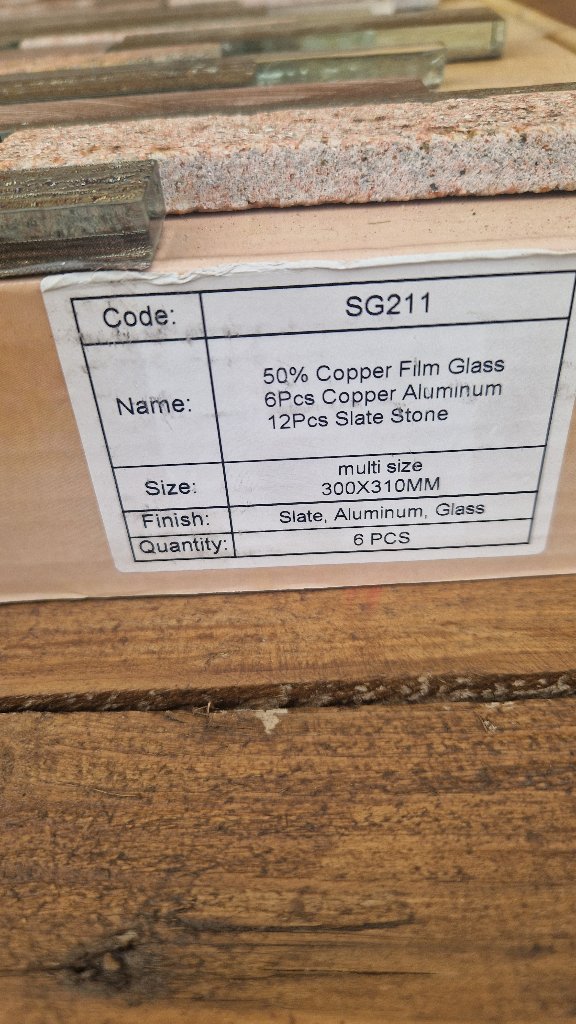 Code: SG211
Name: 50% Copper Film Glass
6Pcs Copper Aluminum
12Pcs Slate Stone
Size: multi size
300X310MM
Finish: Slate, Aluminum, Glass
Quantity: 6 PCS